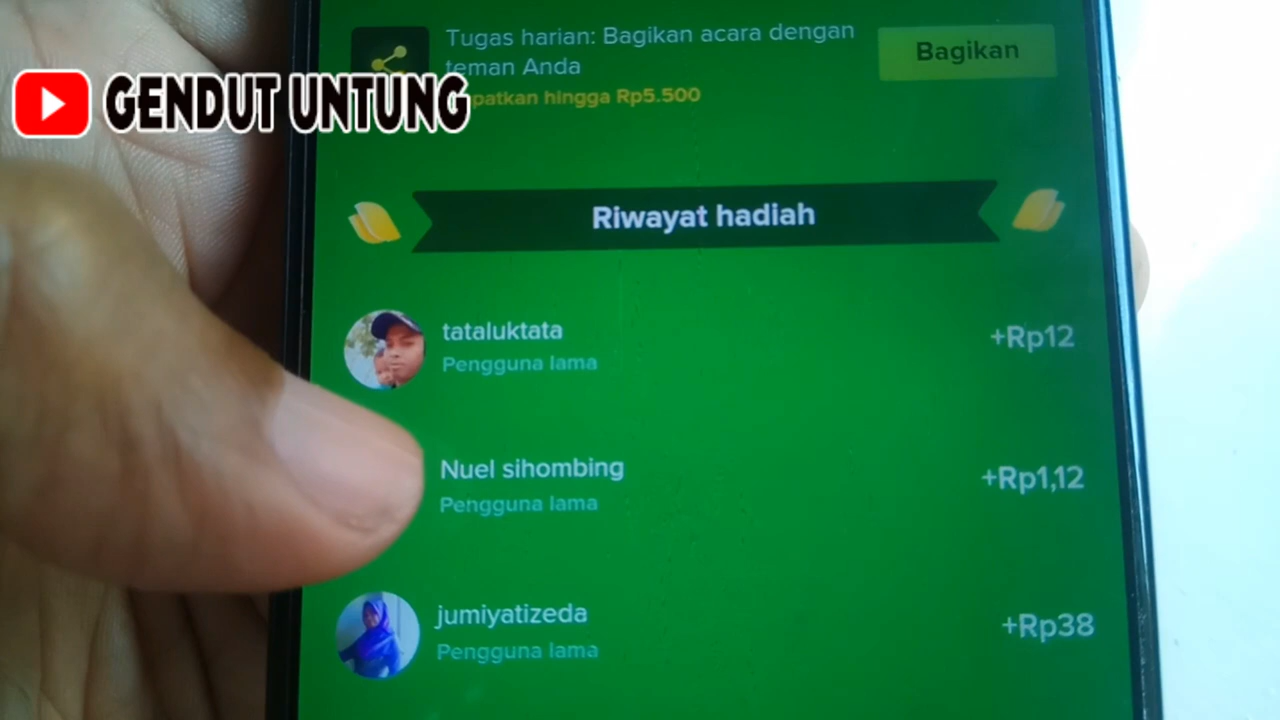 Tugas harian: Bagikan acara dengan
teman Anda
patkan hingga Rp5.500
Bagikan
GENDUT UNTUNG
Riwayat hadiah
tataluktata
Pengguna lama
+Rp12
Nuel sihombing
Pengguna lama
+Rp1,12
jumiyatizeda
Pengguna lama
+Rp38